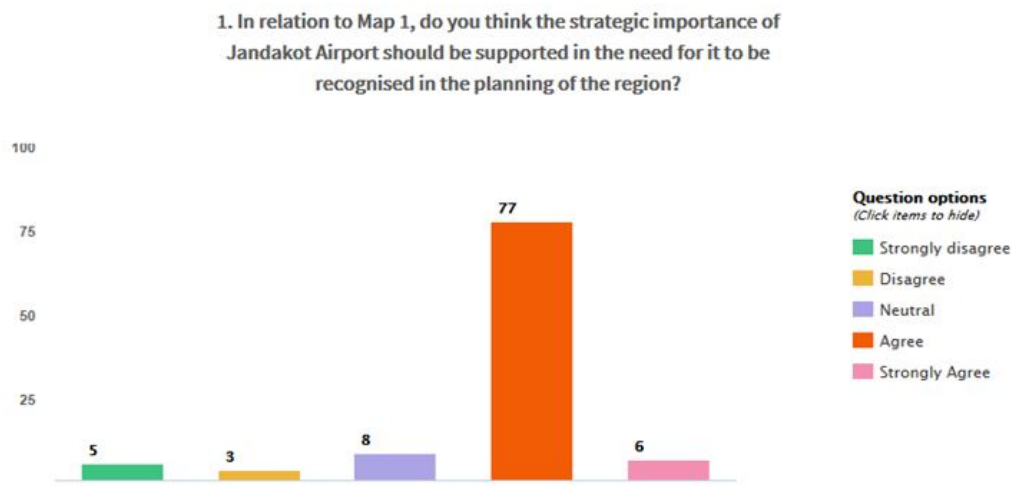 1. In relation to Map 1, do you think the strategic importance of
Jandakot Airport should be supported in the need for it to be
recognised in the planning of the region?
100
75
50
25
5
3
8
77
6
Question options
(Click items to hide)
Strongly disagree
Disagree
Neutral
Agree
Strongly Agree